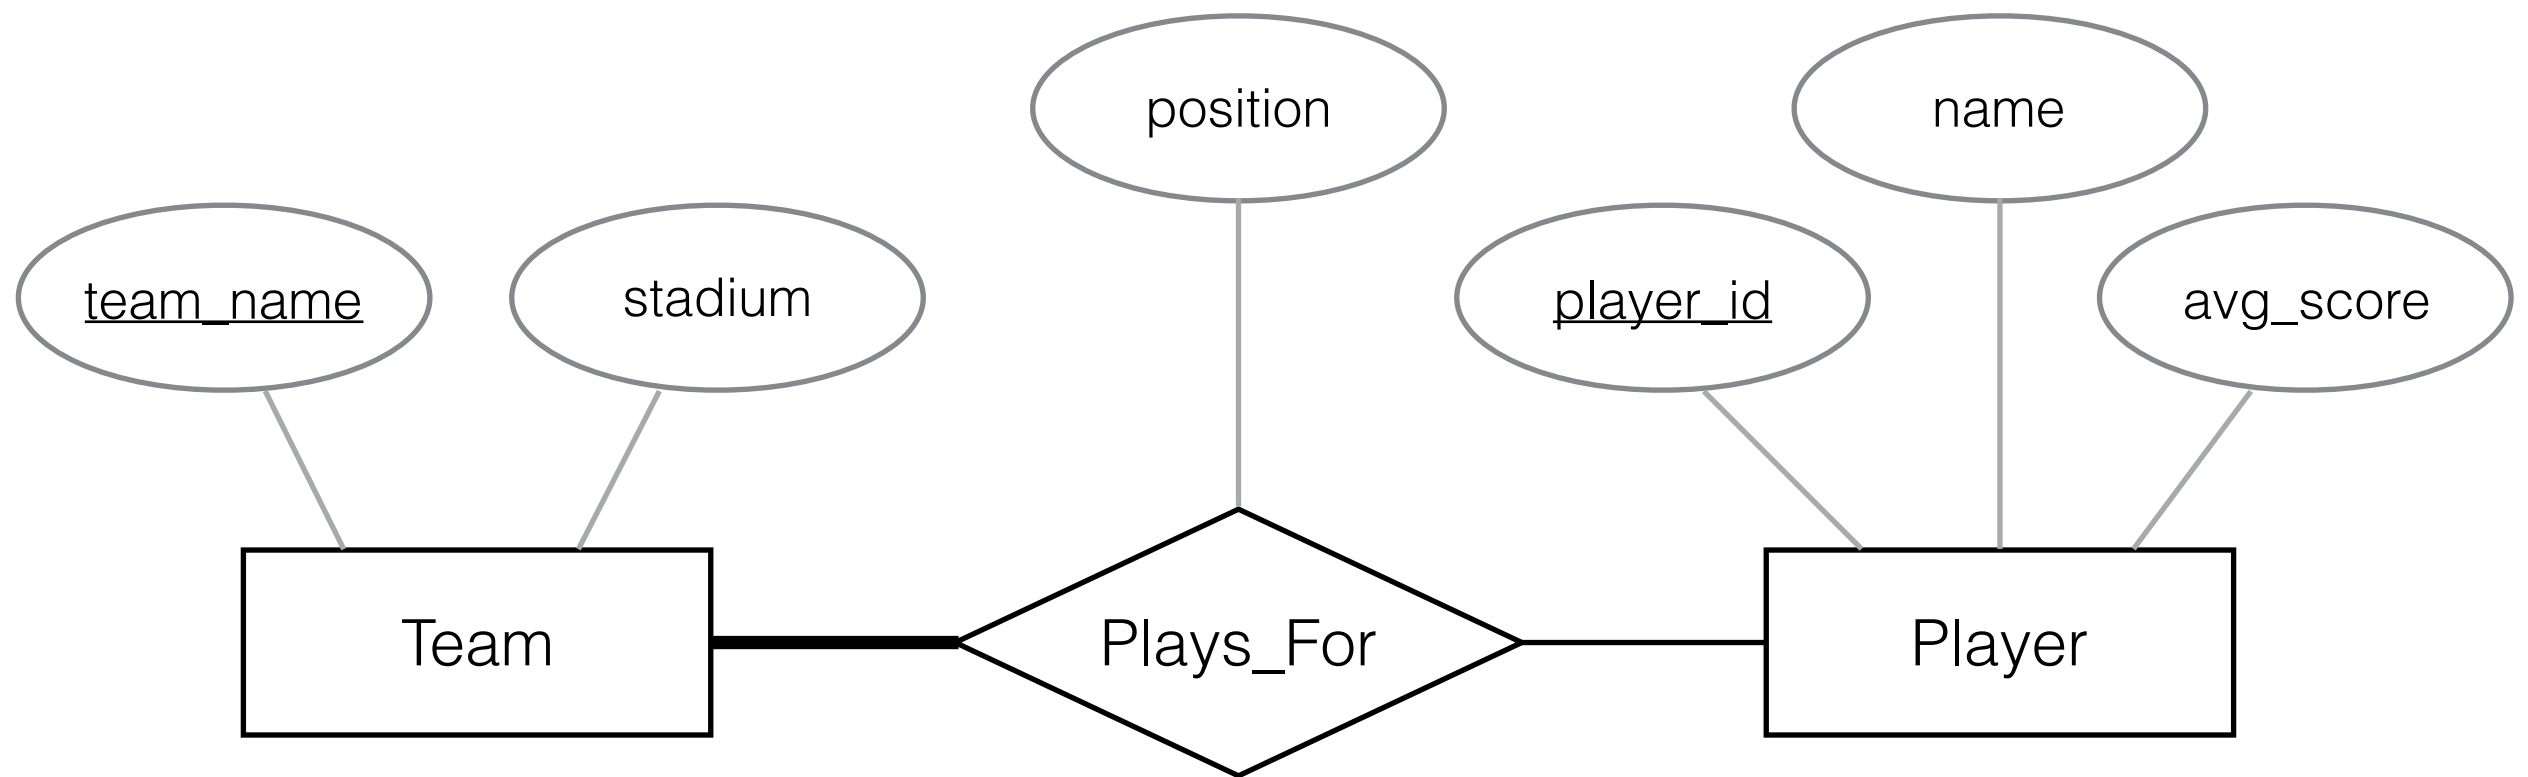 position
name
team_name
stadium
player_id
avg_score
Team
Plays_For
Player